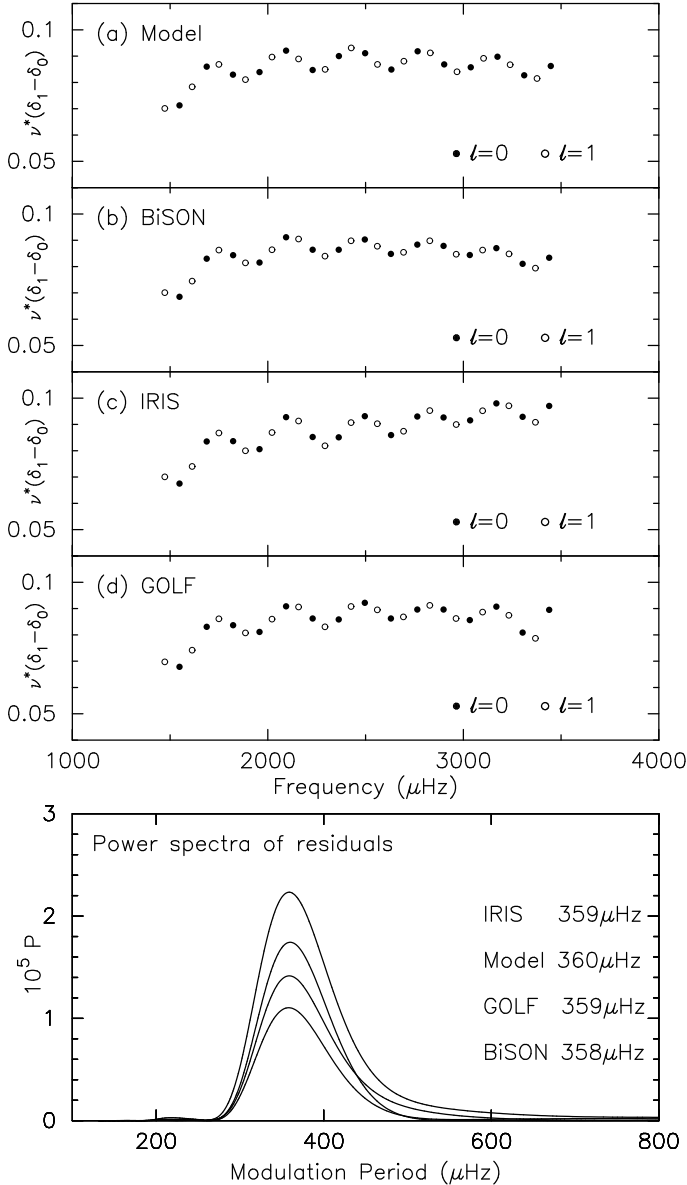 0.1
(a) Model
ν*(δ₁−δ₀)
0.05
ℓ=0 ℓ=1
0.1
(b) BiSON
ν*(δ₁−δ₀)
0.05
ℓ=0 ℓ=1
0.1
(c) IRIS
ν*(δ₁−δ₀)
0.05
ℓ=0 ℓ=1
0.1
(d) GOLF
ν*(δ₁−δ₀)
0.05
ℓ=0 ℓ=1
1000 2000 3000 4000
Frequency (μHz)
3
Power spectra of residuals
IRIS 359μHz
2
Model 360μHz
10⁵ P
GOLF 359μHz
1
BiSON 358μHz
0
200 400 600 800
Modulation Period (μHz)